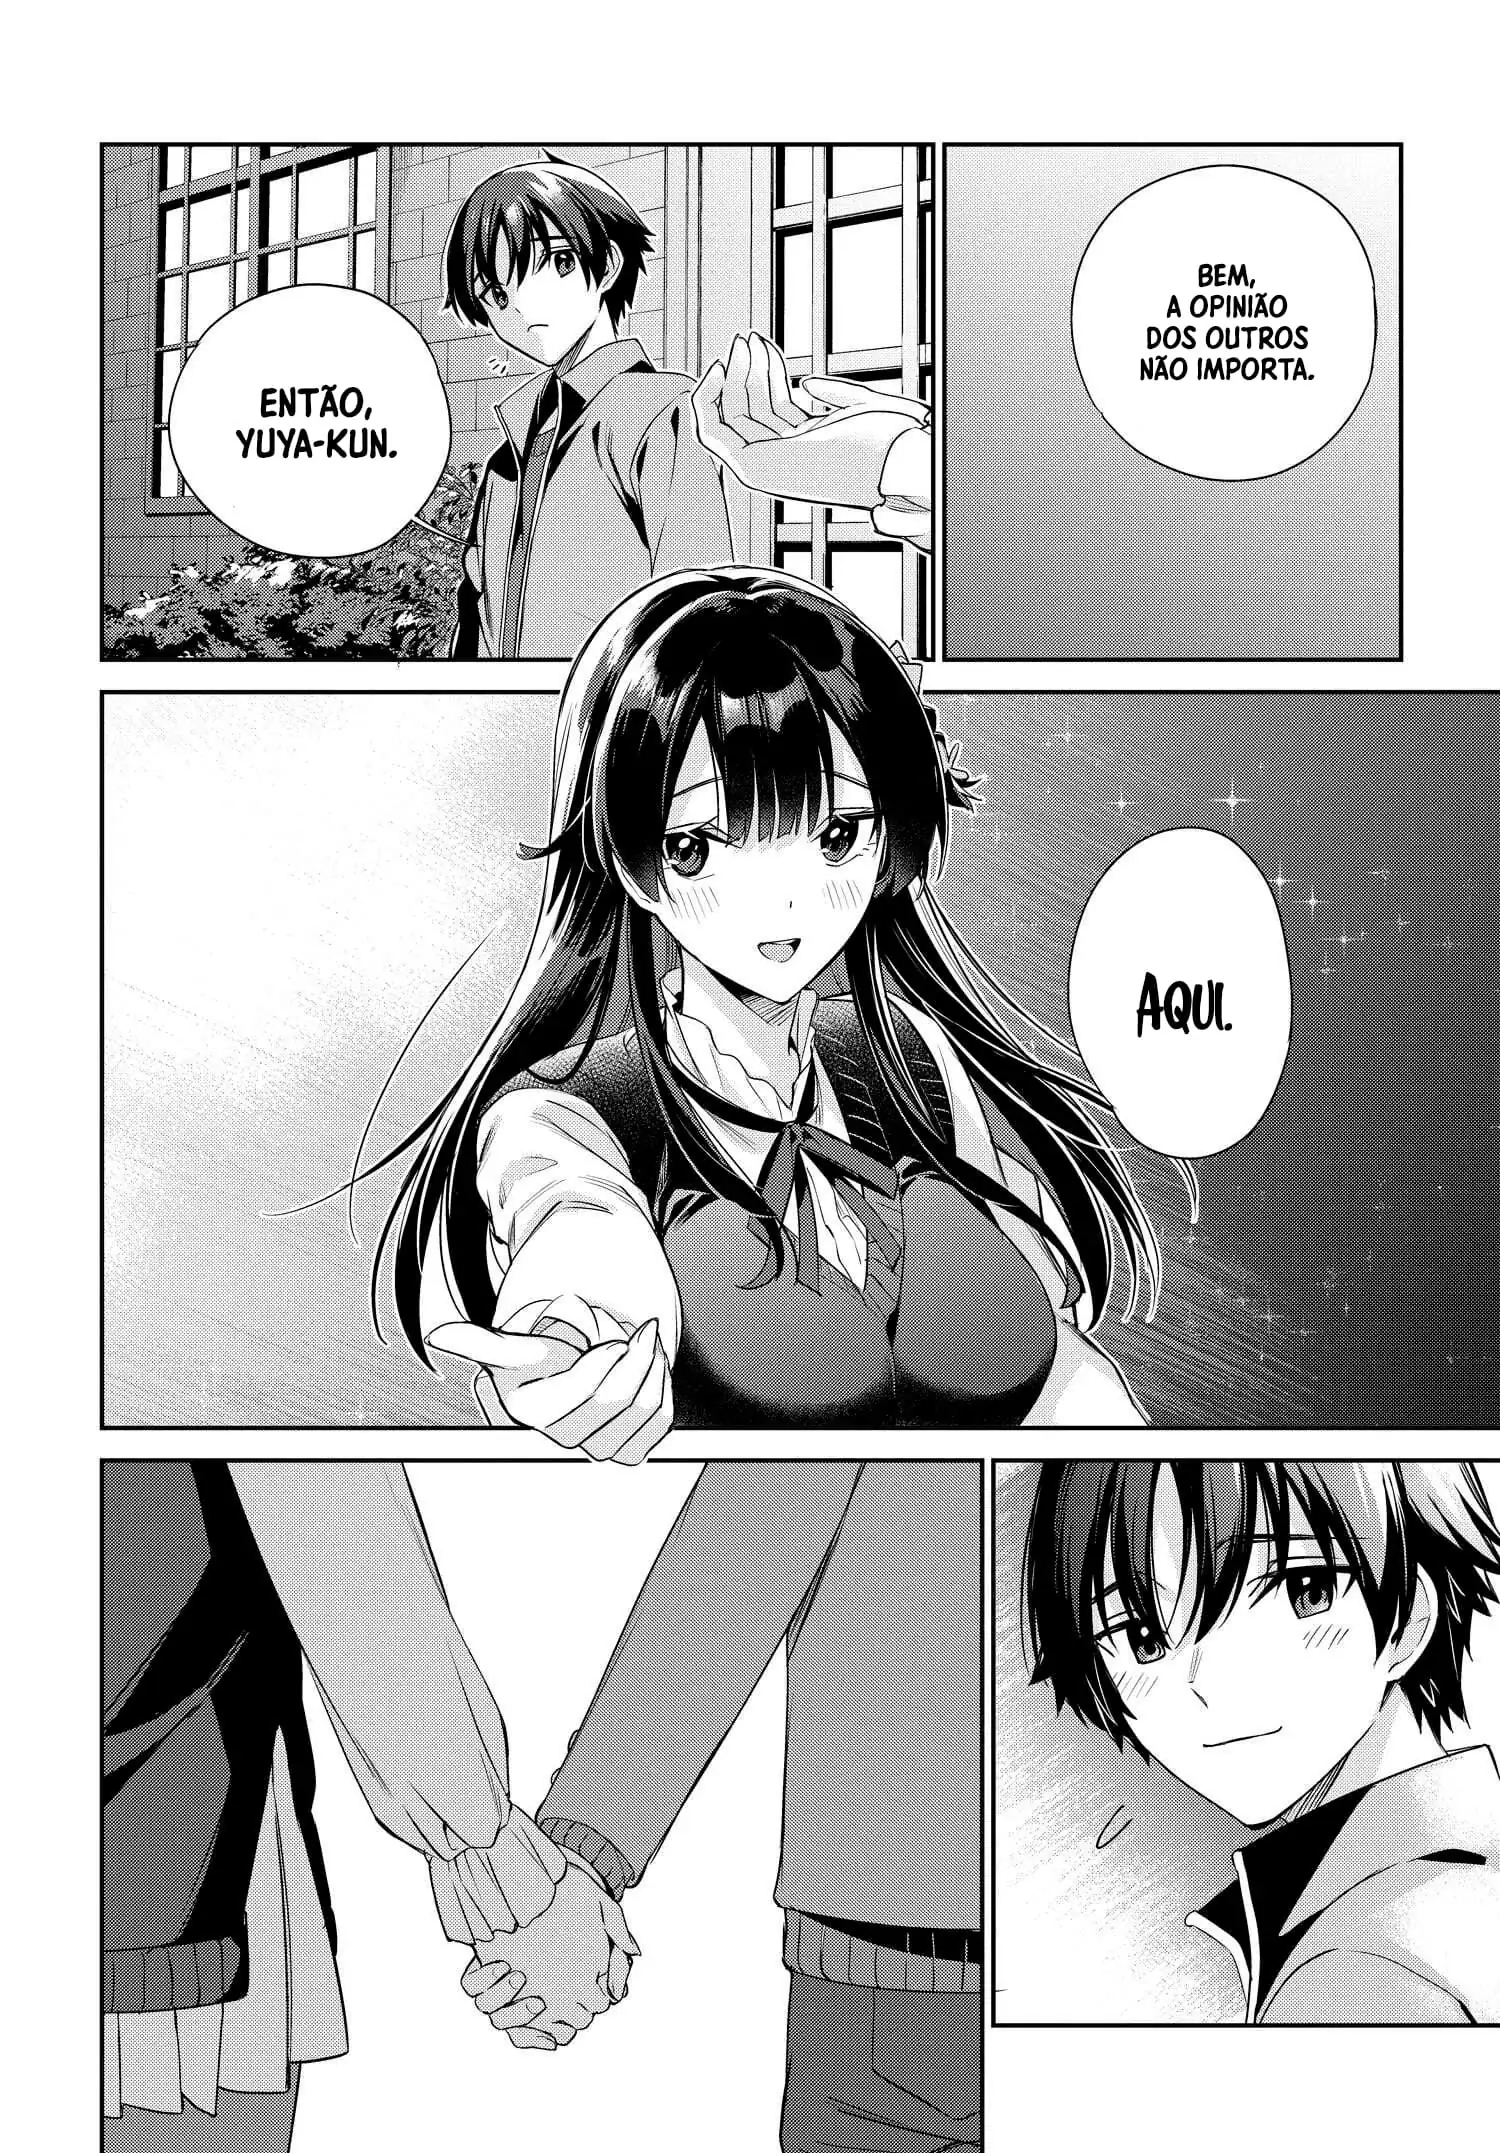 BEM,
A OPINIÃO
DOS OUTROS
NÃO IMPORTA.
ENTÃO,
YUYA-KUN.
AQUI.